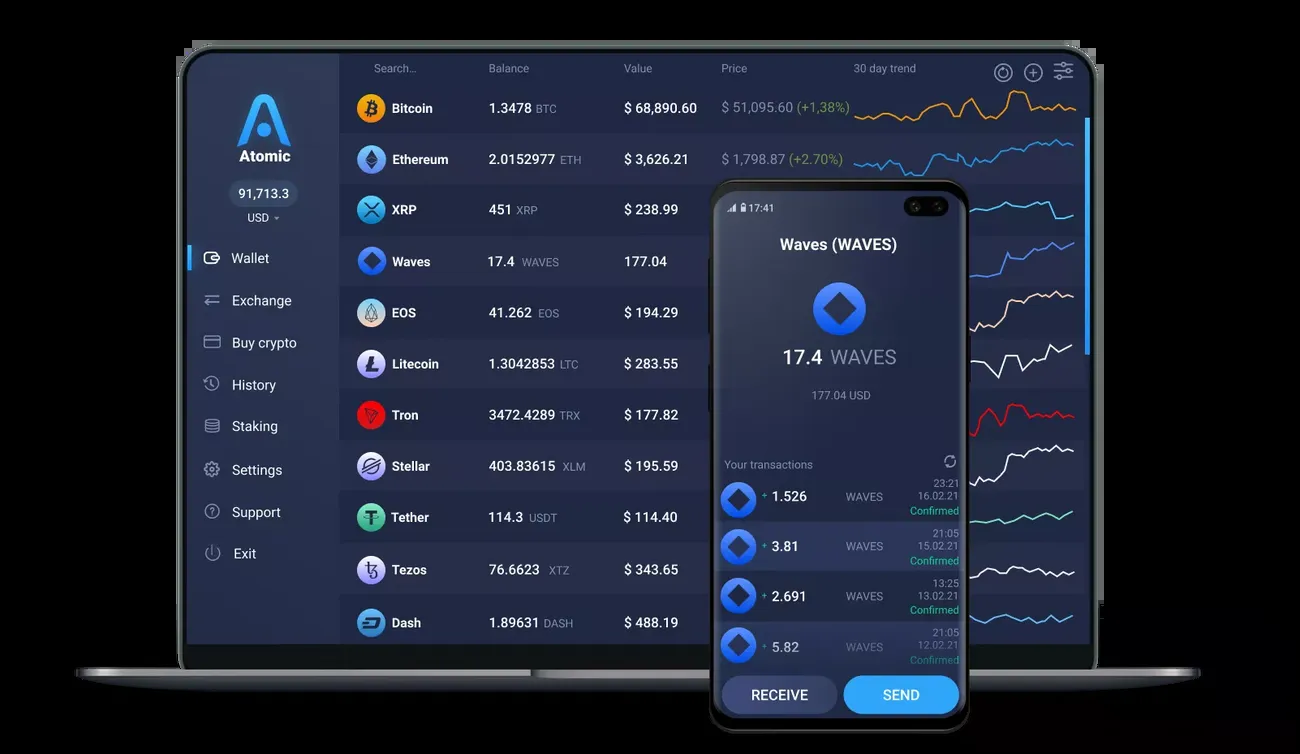 Atomic
91,713.3
USD
Wallet
Exchange
Buy crypto
History
Staking
Settings
Support
Exit
Search... Balance Value Price 30 day trend
Bitcoin 1.3478 BTC $ 68,890.60 $ 51,095.60 (+1,38%)
Ethereum 2.0152977 ETH $ 3,626.21 $ 1,798.87 (+2.70%)
XRP 451 XRP $ 238.99
Waves 17.4 WAVES 177.04
EOS 41.262 EOS $ 194.29
Litecoin 1.3042853 LTC $ 283.55
Tron 3472.4289 TRX $ 177.82
Stellar 403.83615 XLM $ 195.59
Tether 114.3 USDT $ 114.40
Tezos 76.6623 XTZ $ 343.65
Dash 1.89631 DASH $ 488.19
17:41
Waves (WAVES)
17.4 WAVES
177.04 USD
Your transactions
23:21
+ 1.526 WAVES 16.02.21
Confirmed
21:05
+ 3.81 WAVES 15.02.21
Confirmed
13:25
+ 2.691 WAVES 13.02.21
Confirmed
21:05
+ 5.82 WAVES 12.02.21
Confirmed
RECEIVE SEND